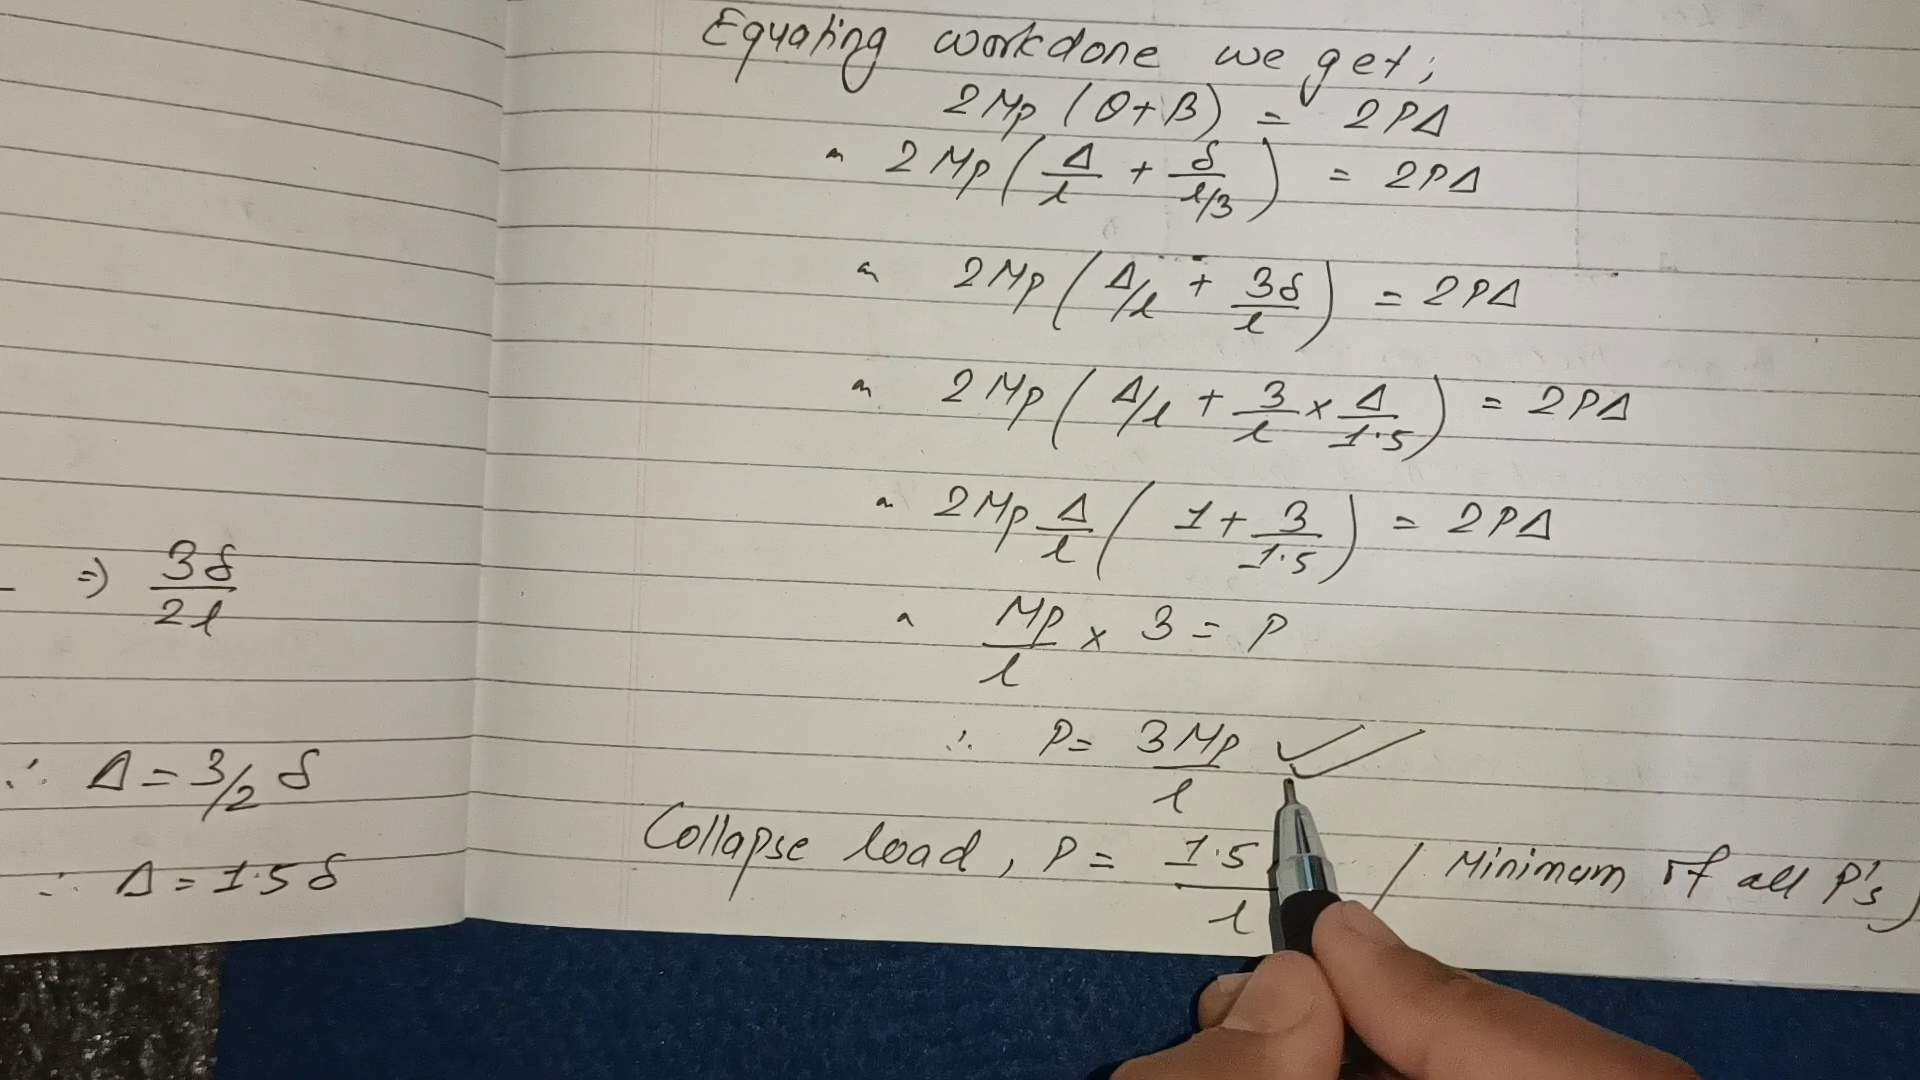 =) 3δ/2l
∴ Δ = 3/2 δ
∴ Δ = 1.5 δ
Equating workdone we get;
2Mp (θ+β) = 2PΔ
~ 2Mp (Δ/l + δ/(l/3)) = 2PΔ
~ 2Mp (Δ/l + 3δ/l) = 2PΔ
~ 2Mp (Δ/l + 3/l × Δ/1.5) = 2PΔ
~ 2Mp Δ/l (1 + 3/1.5) = 2PΔ
~ Mp/l × 3 = P
∴ P = 3Mp/l
Collapse load, P = 1.5 /l (Minimum of all P's)